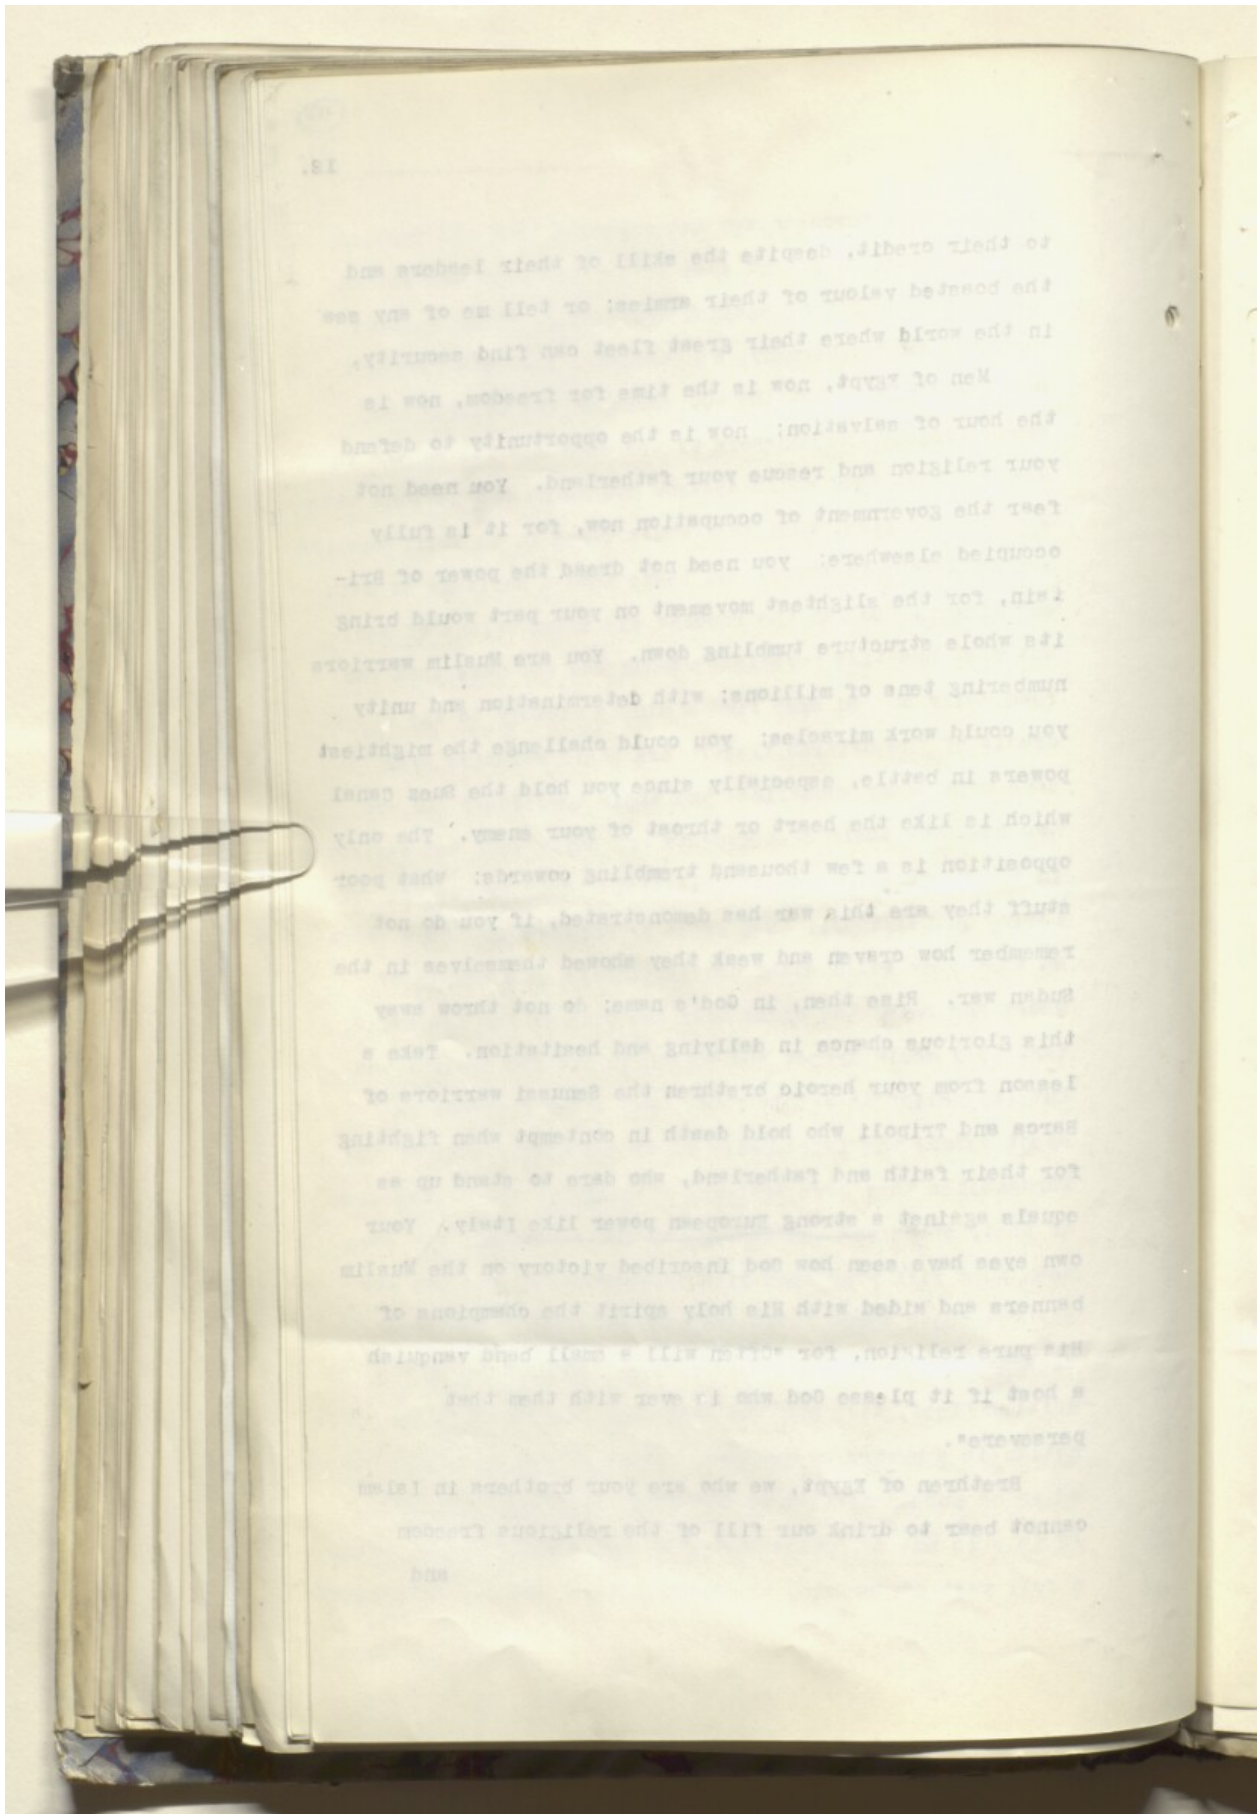 18.
to their credit, despite the skill of their leaders and
the boasted valour of their armies; or tell me of any sea
in the world where their great fleet can find security,
Men of Egypt, now is the time for freedom, now is
the hour of salvation; now is the opportunity to defend
your religion and rescue your fatherland. You need not
fear the government of occupation now, for it is fully
occupied elsewhere; you need not dread the power of Bri-
tain, for the slightest movement on your part would bring
its whole structure tumbling down. You are Muslim warriors
numbering tens of millions; with determination and unity
you could work miracles; you could challenge the mightiest
powers in battle, especially since you hold the Suez Canal
which is like the heart or throat of your enemy. The only
opposition is a few thousand trembling cowards; what poor
stuff they are this war has demonstrated, if you do not
remember how craven and weak they showed themselves in the
Sudan war. Rise then, in God's name; do not throw away
this glorious chance in dallying and hesitation. Take a
lesson from your heroic brethren the Senussi warriors of
Barca and Tripoli who hold death in contempt when fighting
for their faith and fatherland, who dare to stand up as
equals against a strong European power like Italy. Your
own eyes have seen how God inscribed victory on the Muslim
banners and aided with His holy spirit the champions of
His pure religion, for "Often will a small band vanquish
a host if it please God who is ever with them that
persevere".
Brethren of Egypt, we who are your brothers in Islam
cannot bear to drink our fill of the religious freedom
and